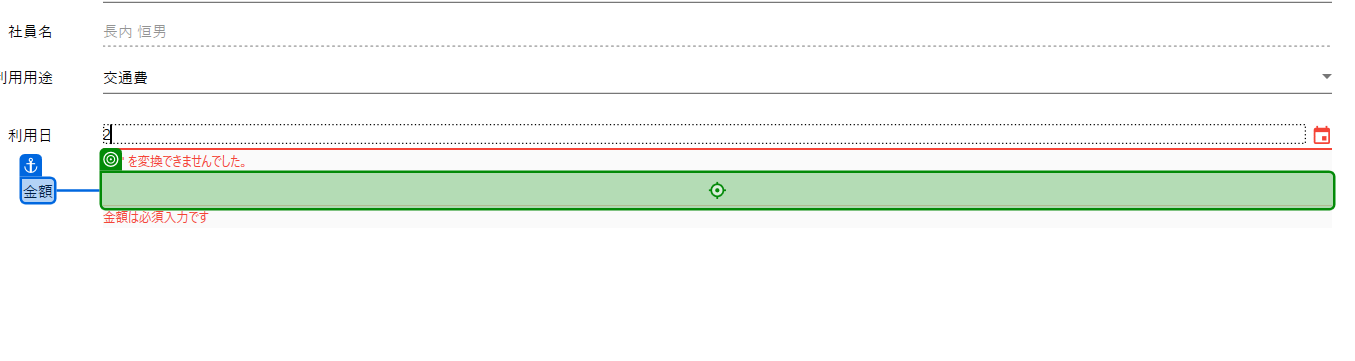 社員名 長内 恒男
利用用途 交通費
利用日 2
を変換できませんでした。
金額
金額は必須入力です